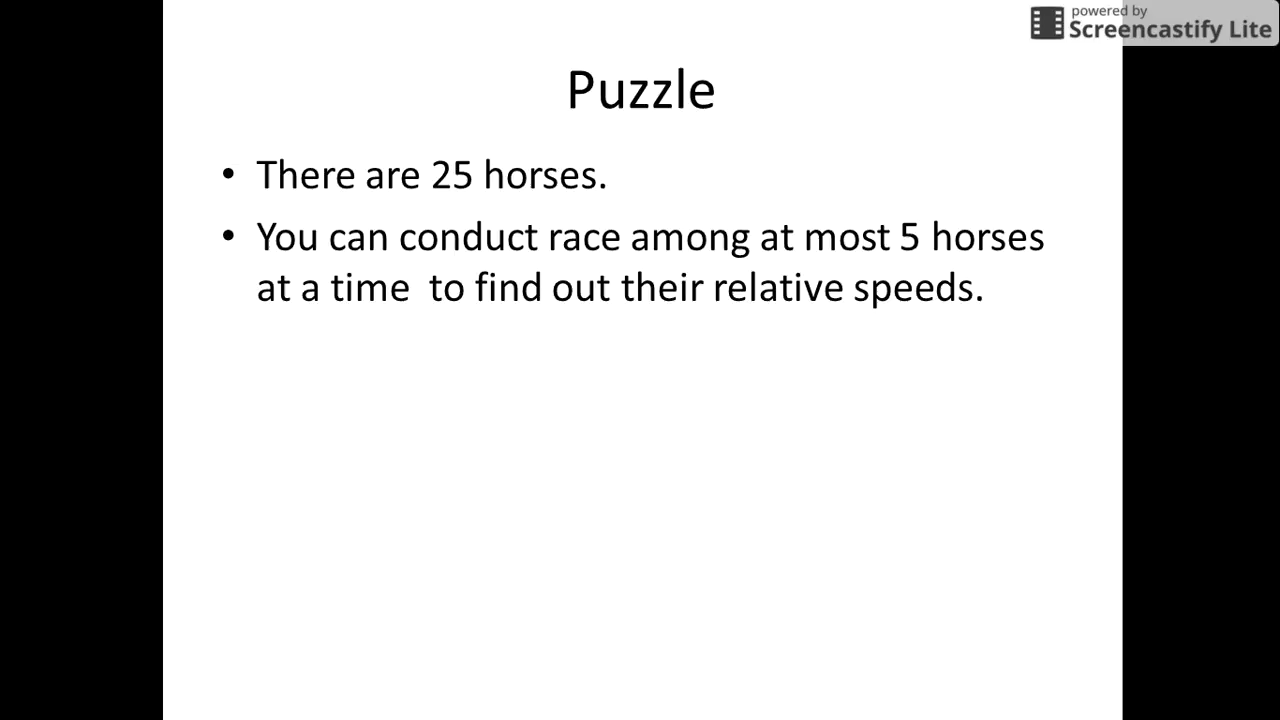 powered by
Screencastify Lite
Puzzle
• There are 25 horses.
• You can conduct race among at most 5 horses
at a time  to find out their relative speeds.